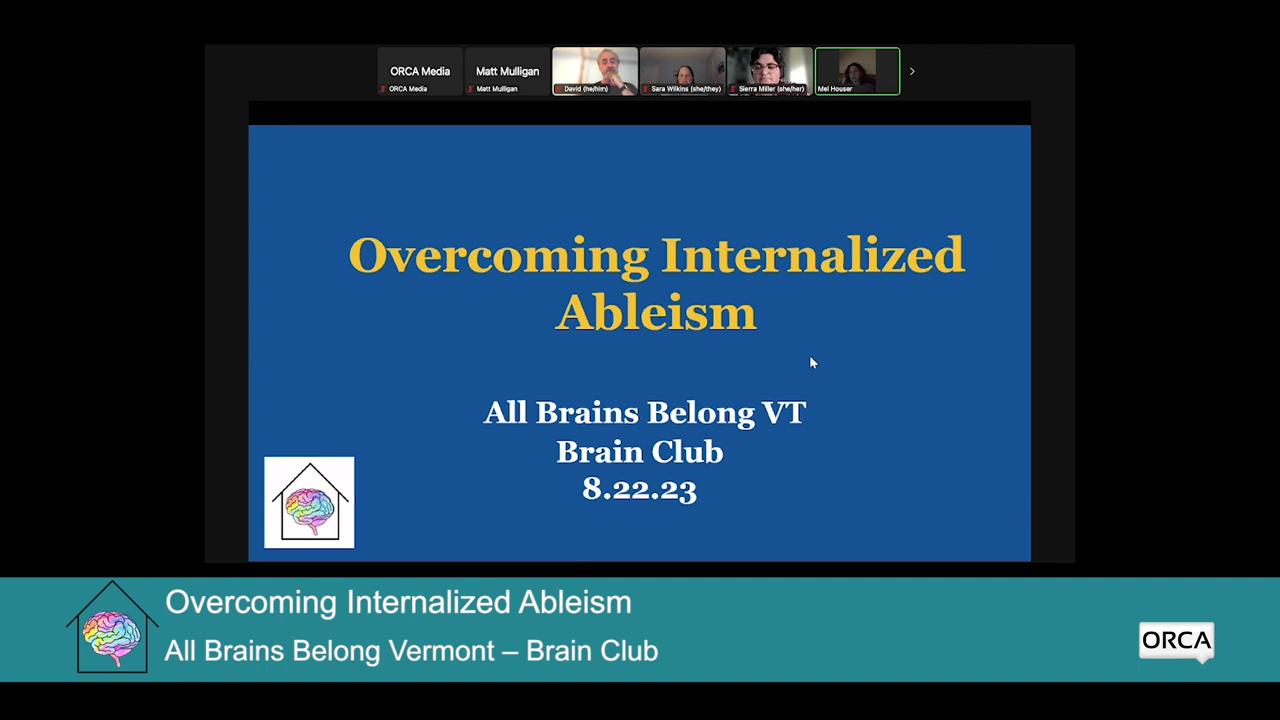 ORCA Media
Matt Mulligan
ORCA Media
Matt Mulligan
David (he/him)
Sara Wilkins (she/they)
Sierra Miller (she/her)
Mel Houser
Overcoming Internalized
Ableism
All Brains Belong VT
Brain Club
8.22.23
Overcoming Internalized Ableism
All Brains Belong Vermont – Brain Club
ORCA